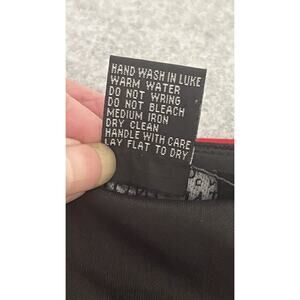 HAND WASH IN LUKE
WARM WATER
DO NOT WRING
DO NOT BLEACH
MEDIUM IRON
DRY CLEAN
HANDLE WITH CARE
LAY FLAT TO DRY